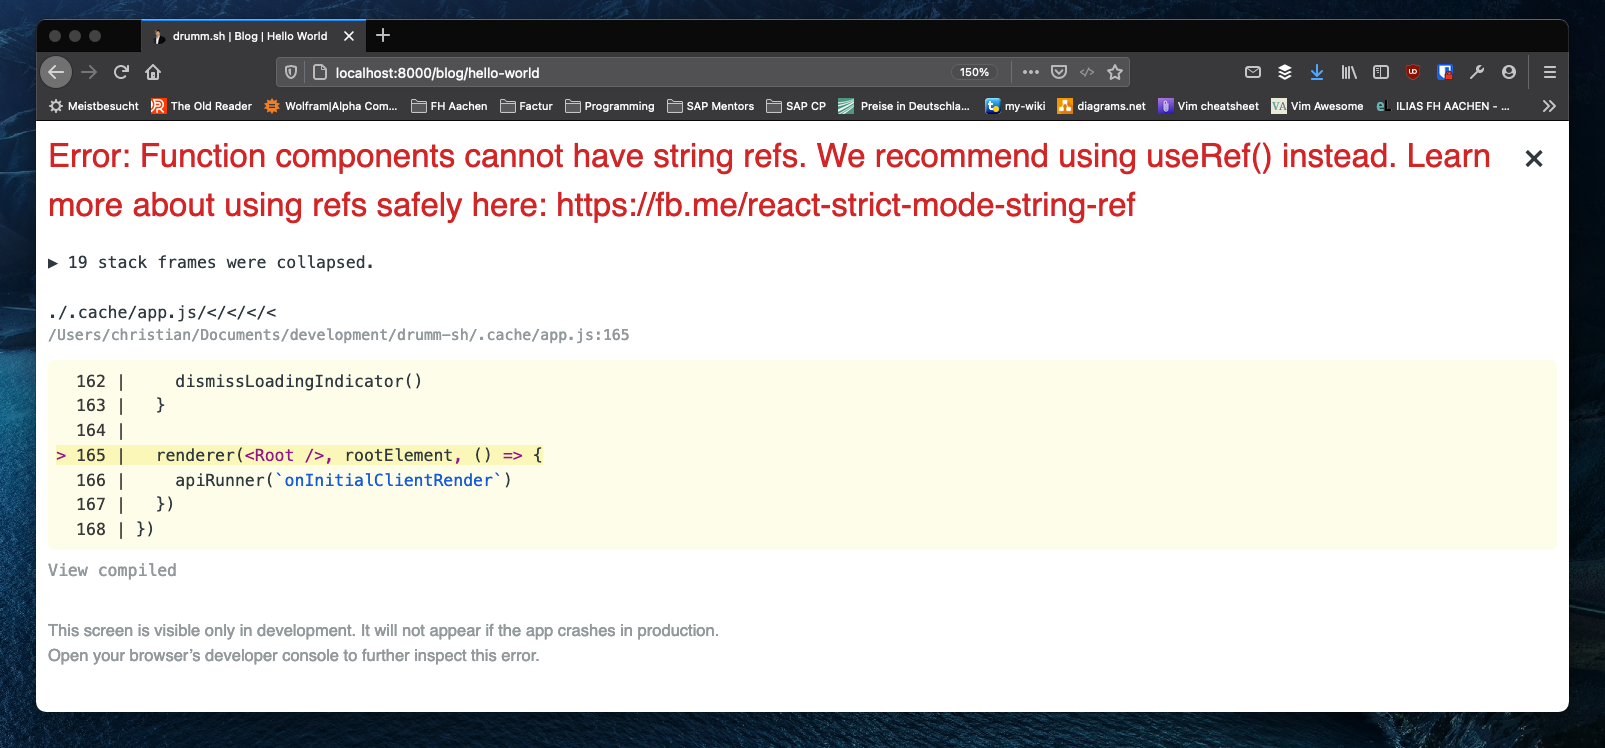 drumm.sh | Blog | Hello World
localhost:8000/blog/hello-world
150%
Meistbesucht The Old Reader Wolfram|Alpha Com... FH Aachen Factur Programming SAP Mentors SAP CP Preise in Deutschla... my-wiki diagrams.net Vim cheatsheet VA Vim Awesome eL ILIAS FH AACHEN - ...
Error: Function components cannot have string refs. We recommend using useRef() instead. Learn
more about using refs safely here: https://fb.me/react-strict-mode-string-ref
▶ 19 stack frames were collapsed.
./.cache/app.js/</</</<
/Users/christian/Documents/development/drumm-sh/.cache/app.js:165
162 |     dismissLoadingIndicator()
163 |   }
164 |
> 165 |   renderer(<Root />, rootElement, () => {
166 |     apiRunner(`onInitialClientRender`)
167 |   })
168 | })
View compiled
This screen is visible only in development. It will not appear if the app crashes in production.
Open your browser’s developer console to further inspect this error.